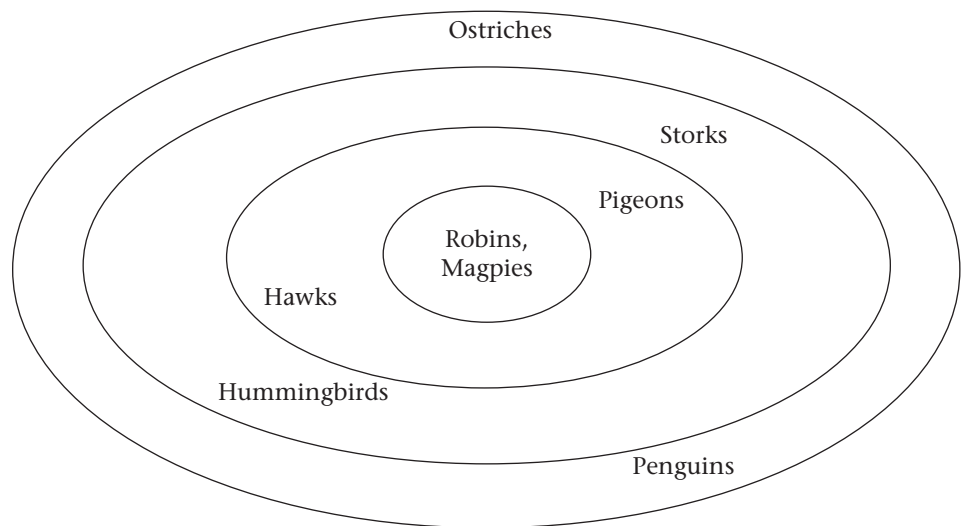 Ostriches
Storks
Pigeons
Robins,
Magpies
Hawks
Hummingbirds
Penguins